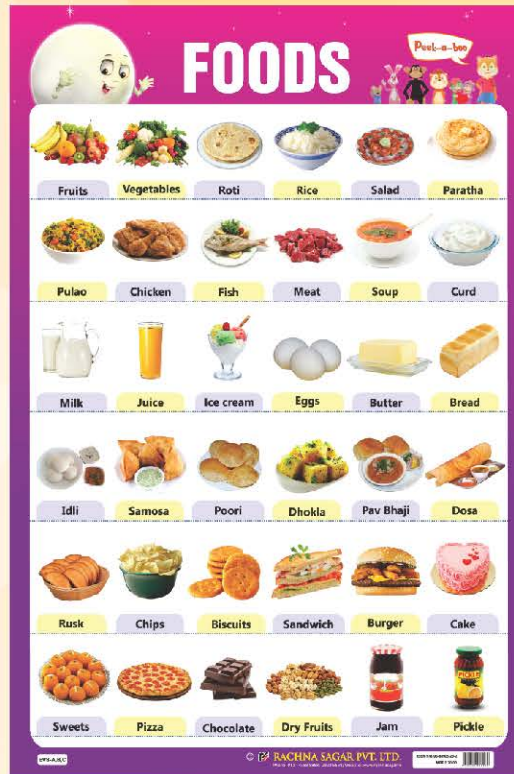 FOODS
Peek-a-boo
Fruits Vegetables Roti Rice Salad Paratha
Pulao Chicken Fish Meat Soup Curd
Milk Juice Ice cream Eggs Butter Bread
Idli Samosa Poori Dhokla Pav Bhaji Dosa
Rusk Chips Biscuits Sandwich Burger Cake
Sweets Pizza Chocolate Dry Fruits Jam Pickle
PICKLE
© RACHNA SAGAR PVT. LTD.